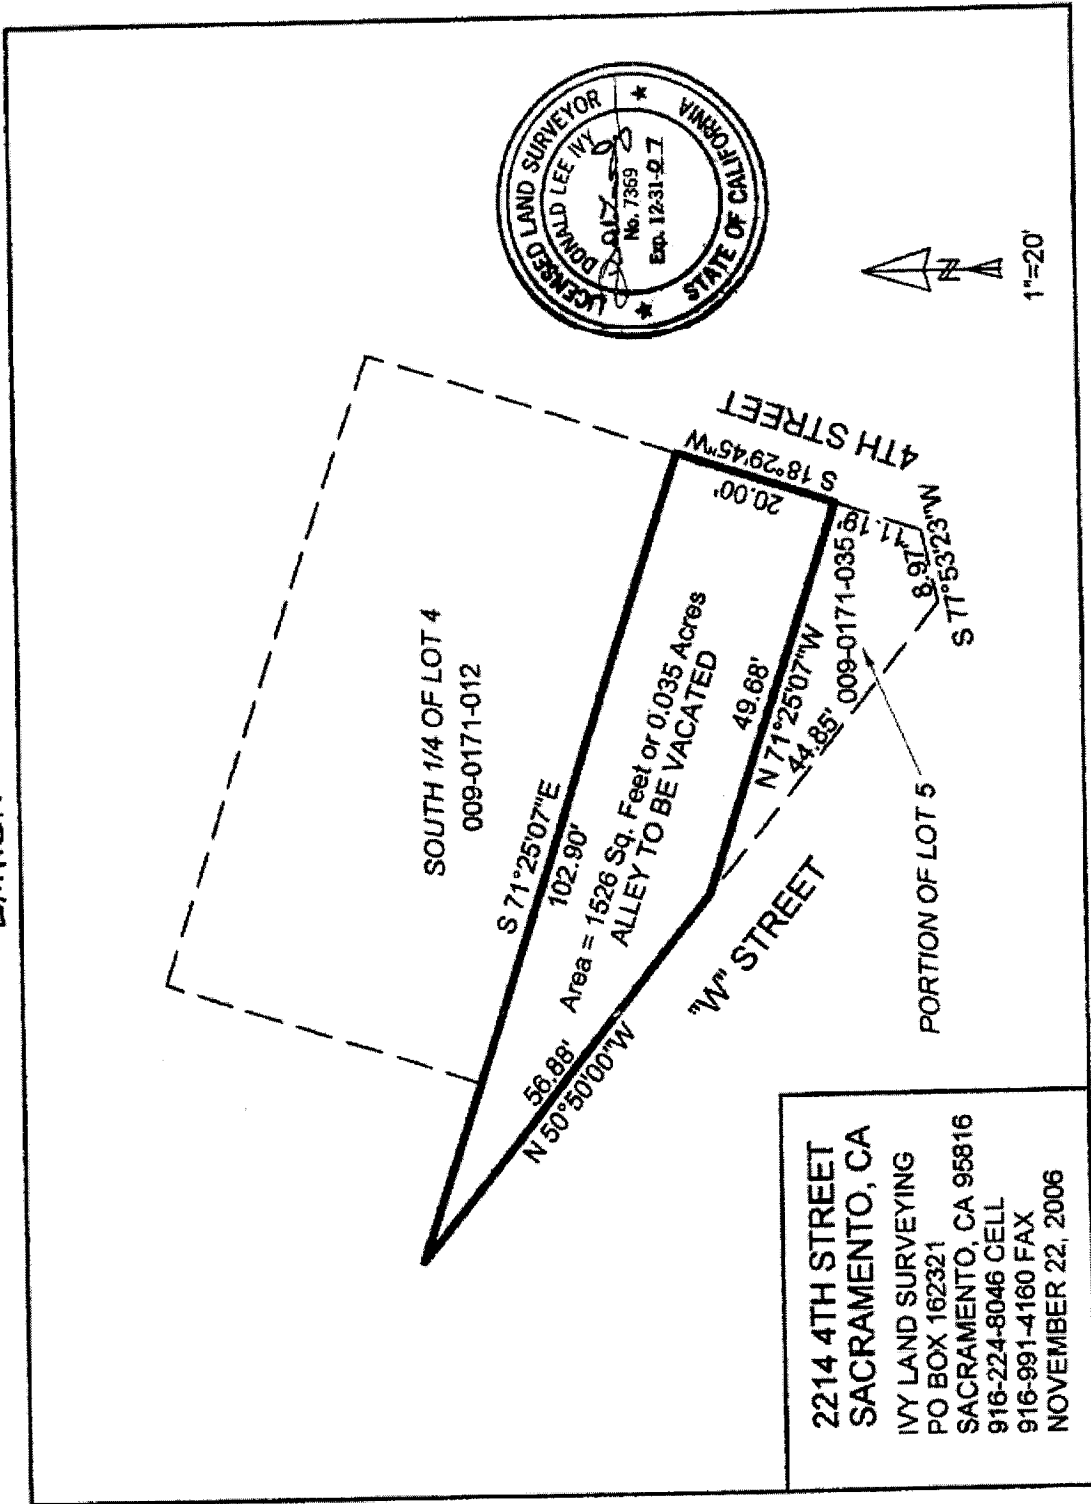 LICENSED LAND SURVEYOR
DONALD LEE IVY
No. 7369
Exp. 12-31-07
STATE OF CALIFORNIA
N
1"=20'
SOUTH 1/4 OF LOT 4
009-0171-012
S 71°25'07"E
102.90'
Area = 1526 Sq. Feet or 0.035 Acres
ALLEY TO BE VACATED
4TH STREET
S 18°29'45"W
20.00'
56.88'
N 50°50'00"W
49.68'
N 71°25'07"W
44.85'
009-0171-035
11.19'
8.97'
S 77°53'23"W
"W" STREET
PORTION OF LOT 5
2214 4TH STREET
SACRAMENTO, CA
IVY LAND SURVEYING
PO BOX 162321
SACRAMENTO, CA 95816
916-224-8046 CELL
916-991-4160 FAX
NOVEMBER 22, 2006